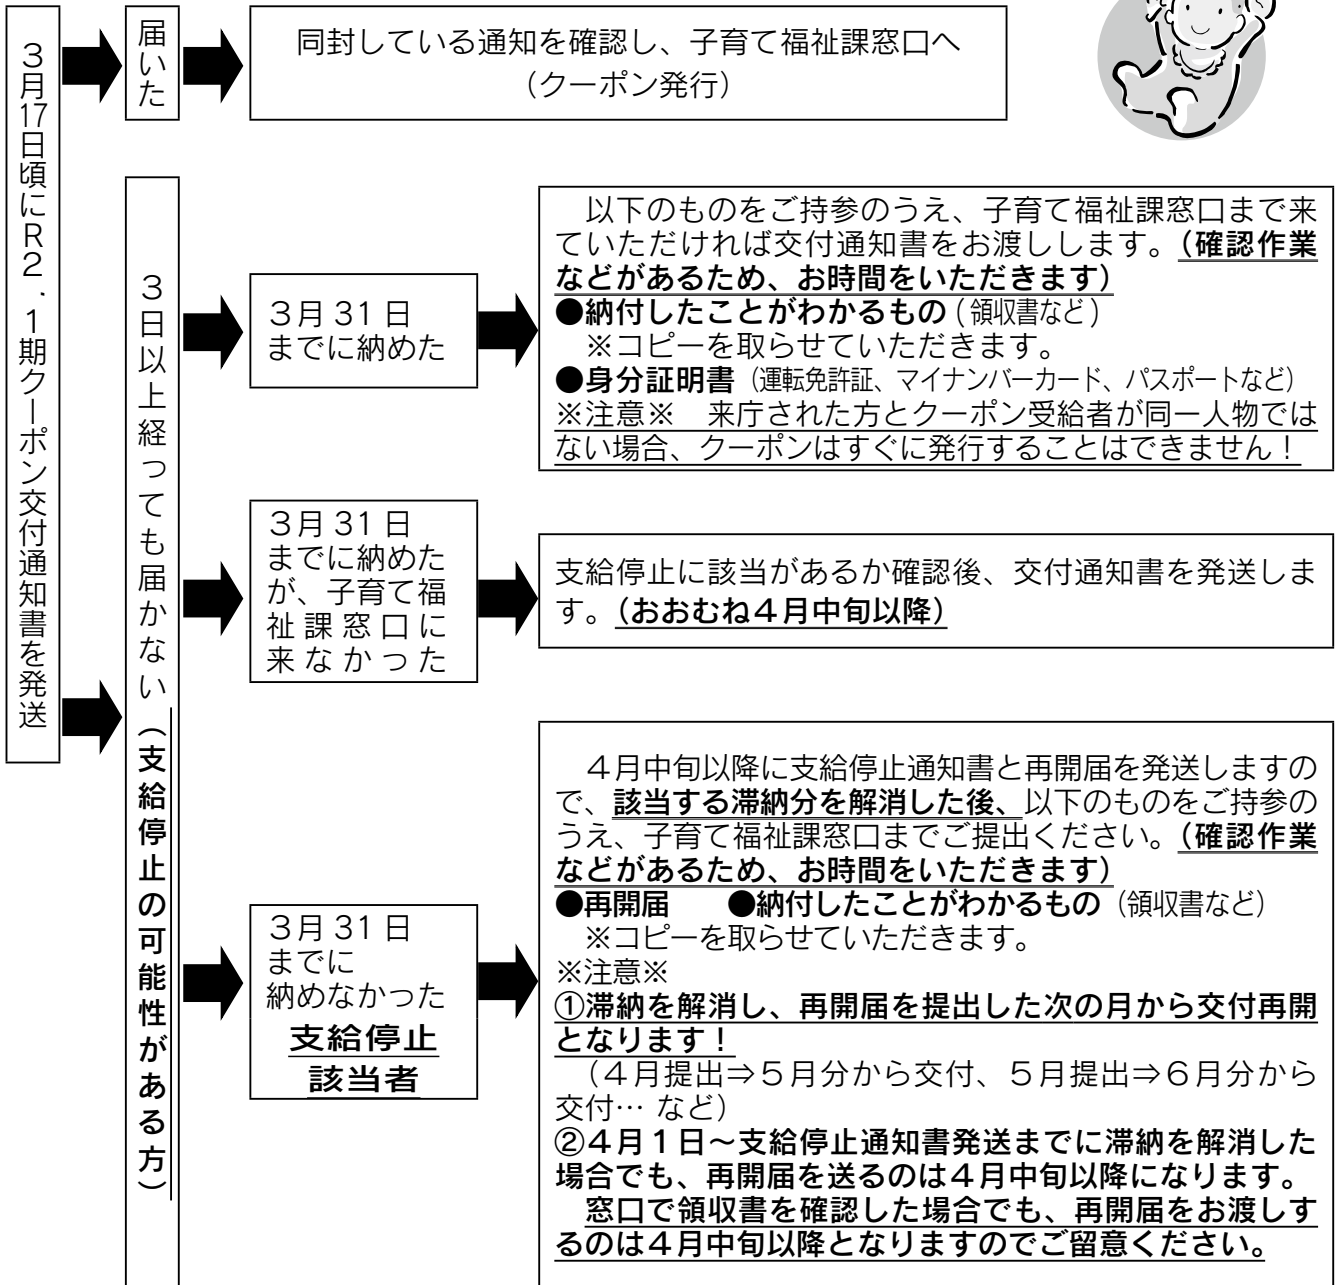 ３月17日頃にＲ２．１期クーポン交付通知書を発送
届いた
同封している通知を確認し、子育て福祉課窓口へ
（クーポン発行）
３日以上経っても届かない（支給停止の可能性がある方）
３月 31 日
までに納めた
以下のものをご持参のうえ、子育て福祉課窓口まで来
ていただければ交付通知書をお渡しします。（確認作業
などがあるため、お時間をいただきます）
●納付したことがわかるもの（領収書など）
※コピーを取らせていただきます。
●身分証明書（運転免許証、マイナンバーカード、パスポートなど）
※注意※　来庁された方とクーポン受給者が同一人物では
ない場合、クーポンはすぐに発行することはできません！
３月 31 日
までに納めた
が、子育て福
祉課窓口に
来なかった
支給停止に該当があるか確認後、交付通知書を発送しま
す。（おおむね４月中旬以降）
３月 31 日
までに
納めなかった
支給停止
該当者
４月中旬以降に支給停止通知書と再開届を発送しますの
で、該当する滞納分を解消した後、以下のものをご持参の
うえ、子育て福祉課窓口までご提出ください。（確認作業
などがあるため、お時間をいただきます）
●再開届　　●納付したことがわかるもの（領収書など）
※コピーを取らせていただきます。
※注意※
①滞納を解消し、再開届を提出した次の月から交付再開
となります！
（４月提出⇒５月分から交付、５月提出⇒６月分から
交付… など）
②４月１日～支給停止通知書発送までに滞納を解消した
場合でも、再開届を送るのは４月中旬以降になります。
窓口で領収書を確認した場合でも、再開届をお渡しす
るのは４月中旬以降となりますのでご留意ください。